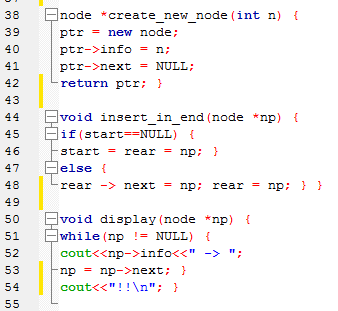 38 node *create_new_node(int n) {
39 ptr = new node;
40 ptr->info = n;
41 ptr->next = NULL;
42 return ptr; }
43
44 void insert_in_end(node *np) {
45 if(start==NULL) {
46 start = rear = np; }
47 else {
48 rear -> next = np; rear = np; } }
49
50 void display(node *np) {
51 while(np != NULL) {
52 cout<<np->info<<" -> ";
53 np = np->next; }
54 cout<<"!!\n"; }
55